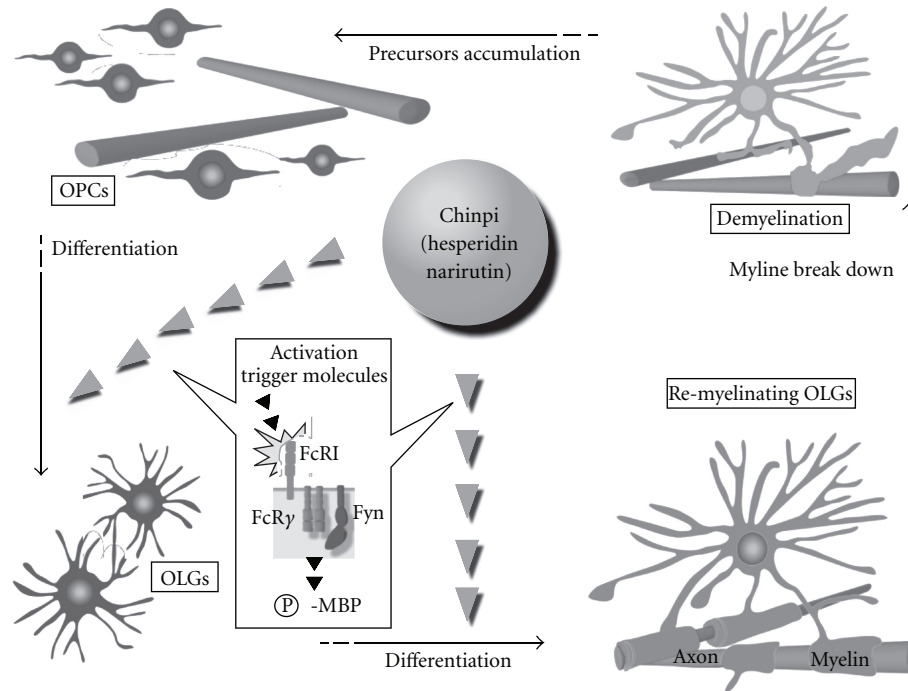 Precursors accumulation
OPCs
Chinpi
(hesperidin
narirutin)
Demyelination
Differentiation
Myline break down
Activation
trigger molecules
Re-myelinating OLGs
FcRI
FcRγ
Fyn
OLGs
P -MBP
Axon
Myelin
Differentiation